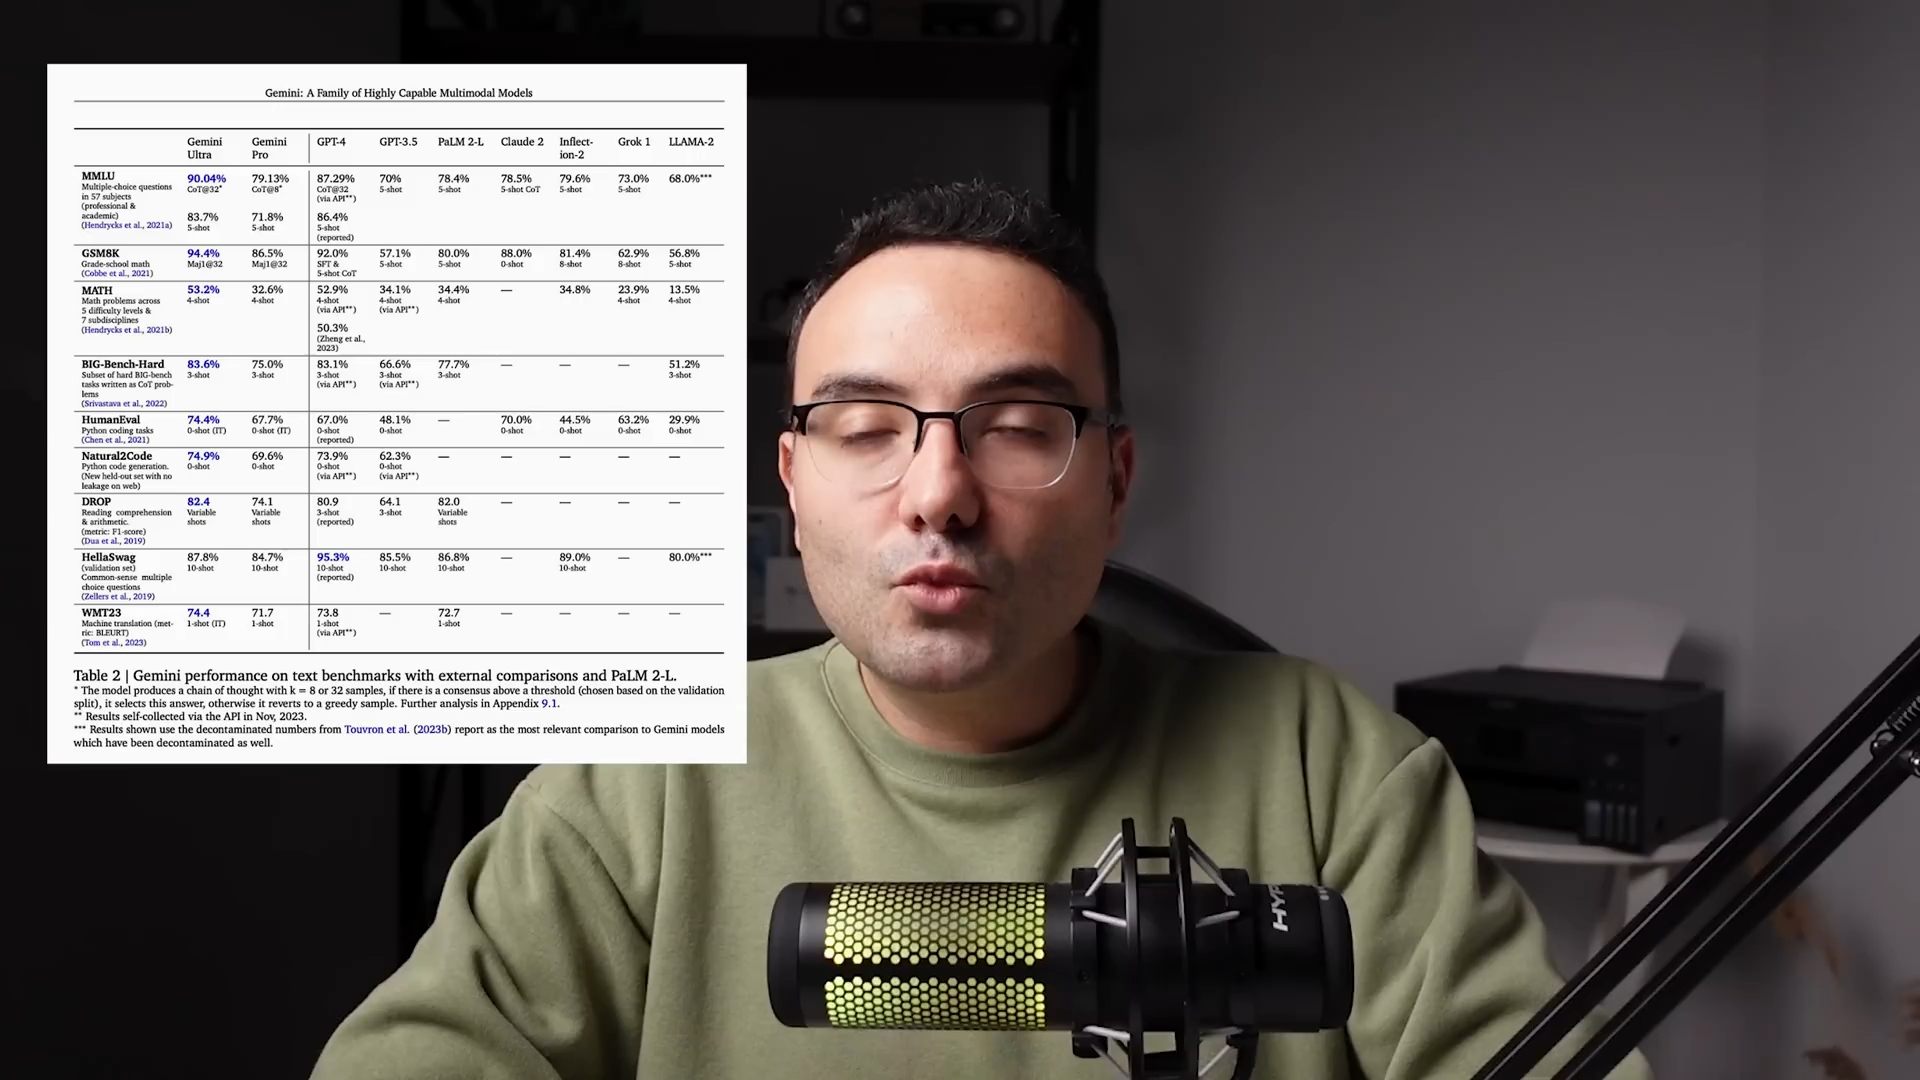 Gemini: A Family of Highly Capable Multimodal Models
Gemini Ultra Gemini Pro GPT-4 GPT-3.5 PaLM 2-L Claude 2 Inflect-ion-2 Grok 1 LLAMA-2
MMLU 90.04% 79.13% 87.29% 70% 78.4% 78.5% 79.6% 73.0% 68.0%***
Multiple-choice questions CoT@32* CoT@8* CoT@32 5-shot 5-shot 5-shot CoT 5-shot 5-shot
in 57 subjects (via API**)
(professional &
academic) 83.7% 71.8% 86.4%
(Hendrycks et al., 2021a) 5-shot 5-shot 5-shot
(reported)
GSM8K 94.4% 86.5% 92.0% 57.1% 80.0% 88.0% 81.4% 62.9% 56.8%
Grade-school math Maj1@32 Maj1@32 SFT & 5-shot 5-shot 0-shot 8-shot 8-shot 5-shot
(Cobbe et al., 2021) 5-shot CoT
MATH 53.2% 32.6% 52.9% 34.1% 34.4% — 34.8% 23.9% 13.5%
Math problems across 4-shot 4-shot 4-shot 4-shot 4-shot 4-shot 4-shot
5 difficulty levels & (via API**) (via API**)
7 subdisciplines
(Hendrycks et al., 2021b) 50.3%
(Zheng et al.,
2023)
BIG-Bench-Hard 83.6% 75.0% 83.1% 66.6% 77.7% — — — 51.2%
Subset of hard BIG-bench 3-shot 3-shot 3-shot 3-shot 3-shot 3-shot
tasks written as CoT prob- (via API**) (via API**)
lems
(Srivastava et al., 2022)
HumanEval 74.4% 67.7% 67.0% 48.1% — 70.0% 44.5% 63.2% 29.9%
Python coding tasks 0-shot (IT) 0-shot (IT) 0-shot 0-shot 0-shot 0-shot 0-shot 0-shot
(Chen et al., 2021) (reported)
Natural2Code 74.9% 69.6% 73.9% 62.3% — — — — —
Python code generation. 0-shot 0-shot 0-shot 0-shot
(New held-out set with no (via API**) (via API**)
leakage on web)
DROP 82.4 74.1 80.9 64.1 82.0 — — — —
Reading comprehension Variable Variable 3-shot 3-shot Variable
& arithmetic. shots shots (reported) shots
(metric: F1-score)
(Dua et al., 2019)
HellaSwag 87.8% 84.7% 95.3% 85.5% 86.8% — 89.0% — 80.0%***
(validation set) 10-shot 10-shot 10-shot 10-shot 10-shot 10-shot
Common-sense multiple (reported)
choice questions
(Zellers et al., 2019)
WMT23 74.4 71.7 73.8 — 72.7 — — — —
Machine translation (met- 1-shot (IT) 1-shot 1-shot 1-shot
ric: BLEURT) (via API**)
(Tom et al., 2023)
Table 2 | Gemini performance on text benchmarks with external comparisons and PaLM 2-L.
* The model produces a chain of thought with k = 8 or 32 samples, if there is a consensus above a threshold (chosen based on the validation
split), it selects this answer, otherwise it reverts to a greedy sample. Further analysis in Appendix 9.1.
** Results self-collected via the API in Nov, 2023.
*** Results shown use the decontaminated numbers from Touvron et al. (2023b) report as the most relevant comparison to Gemini models
which have been decontaminated as well.